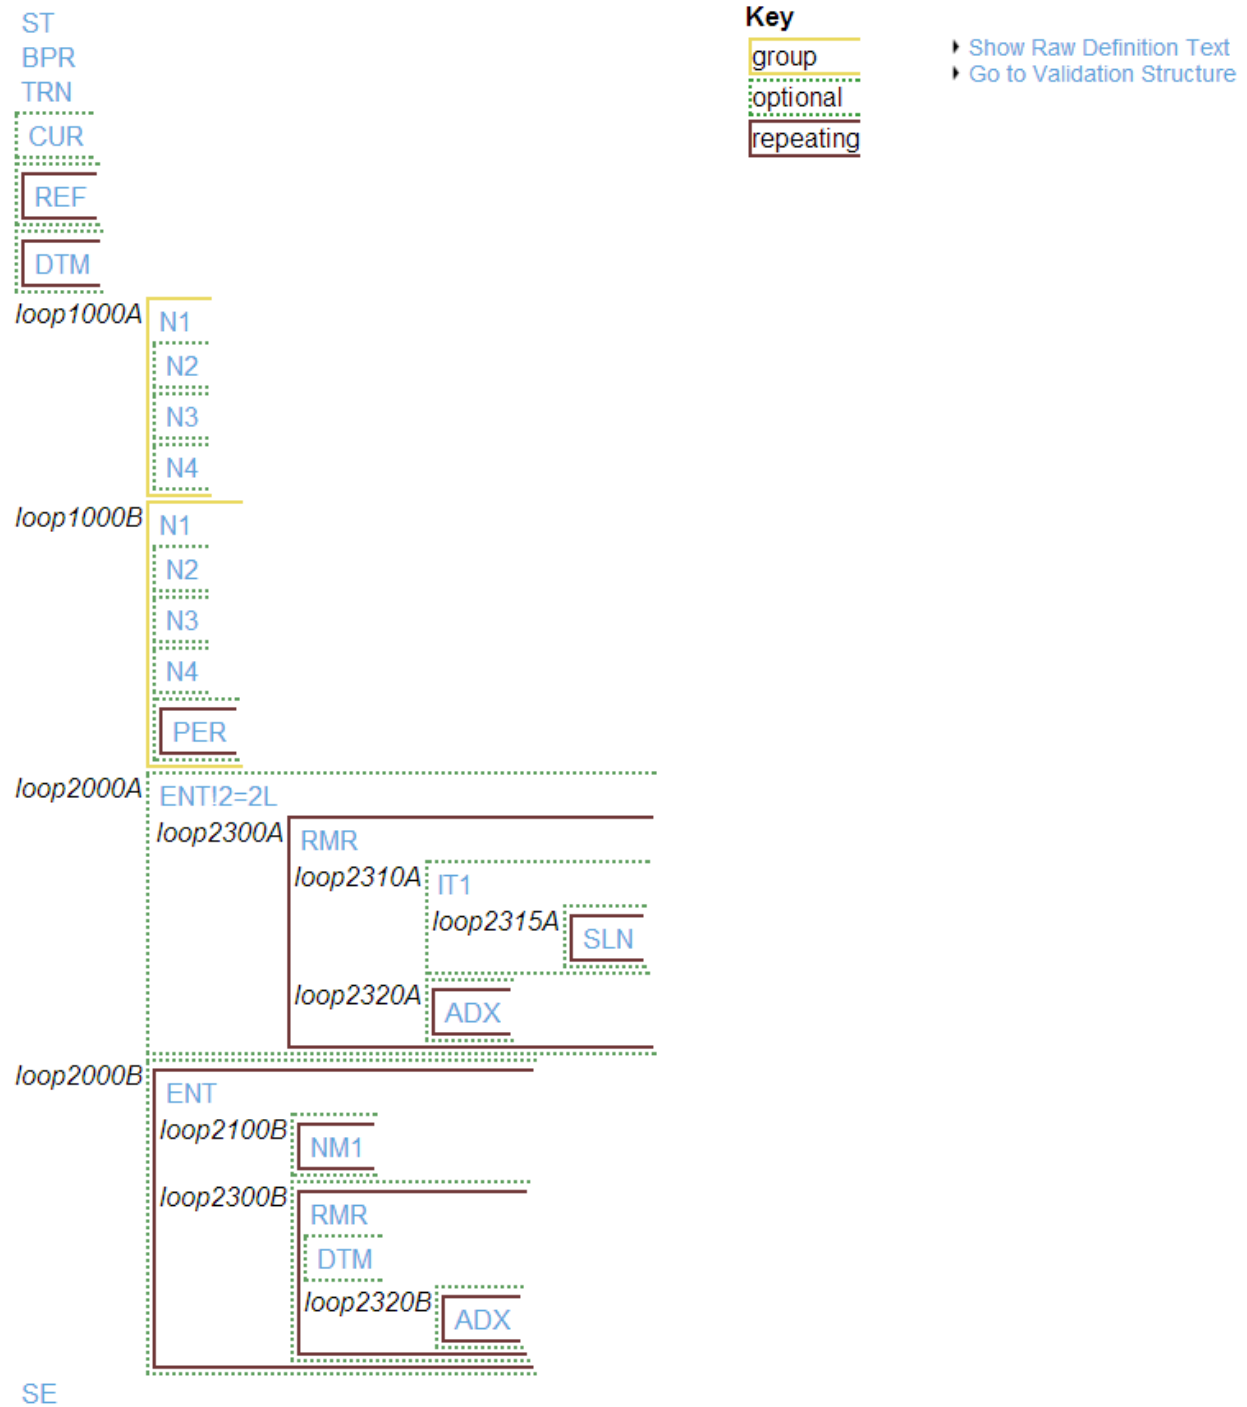 ST
BPR
TRN
CUR
REF
DTM
loop1000A
N1
N2
N3
N4
loop1000B
N1
N2
N3
N4
PER
loop2000A
ENT!2=2L
loop2300A
RMR
loop2310A
IT1
loop2315A
SLN
loop2320A
ADX
loop2000B
ENT
loop2100B
NM1
loop2300B
RMR
DTM
loop2320B
ADX
SE
Key
group
optional
repeating
Show Raw Definition Text
Go to Validation Structure